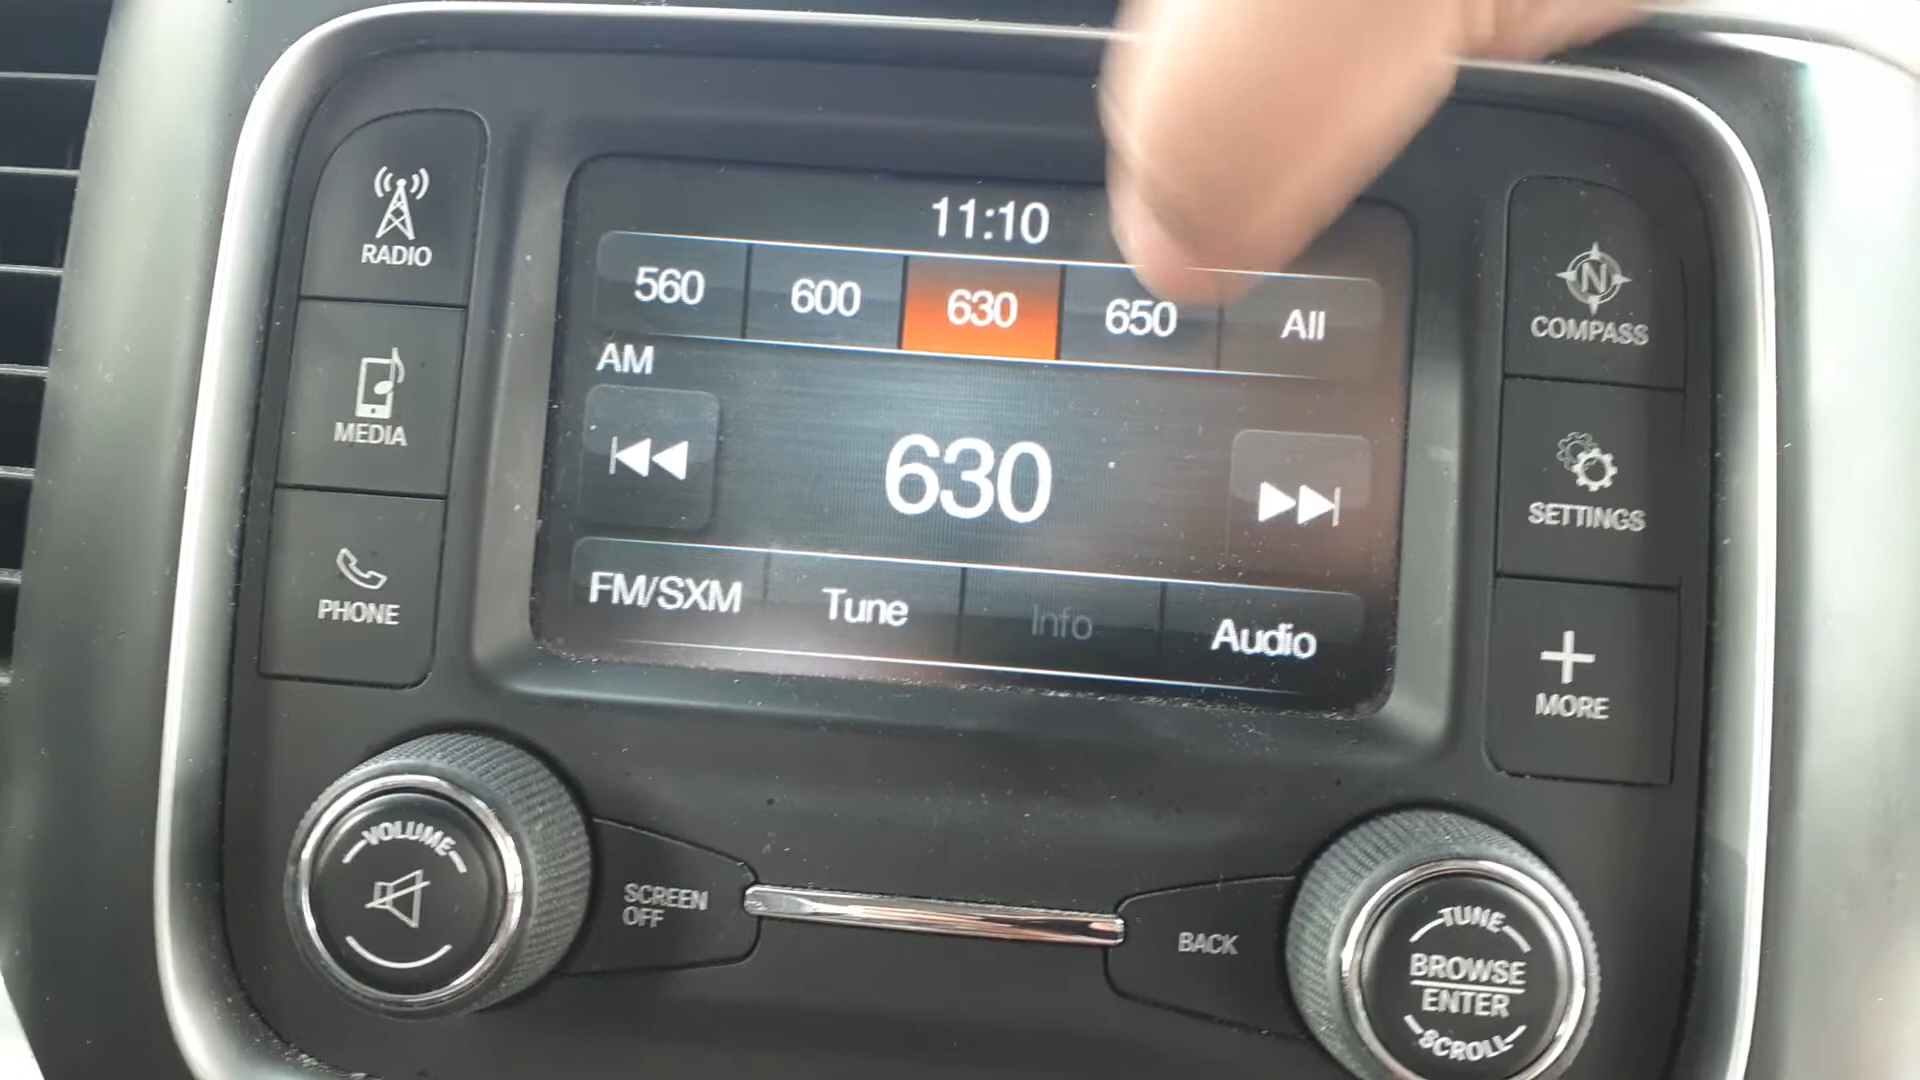 11:10
560 600 630 650 All
AM
630
FM/SXM Tune Info Audio
RADIO
MEDIA
PHONE
N
COMPASS
SETTINGS
MORE
VOLUME
SCREEN
OFF
BACK
TUNE
BROWSE
ENTER
SCROLL